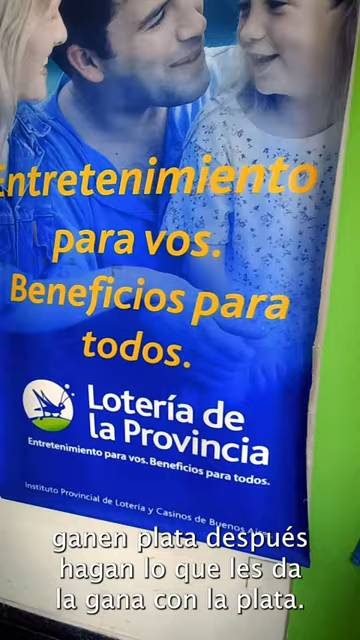 Entretenimiento
para vos.
Beneficios para
todos.
Lotería de
la Provincia
Entretenimiento para vos. Beneficios para todos.
Instituto Provincial de Lotería y Casinos de Buenos Aires
ganen plata después
hagan lo que les da
la gana con la plata.